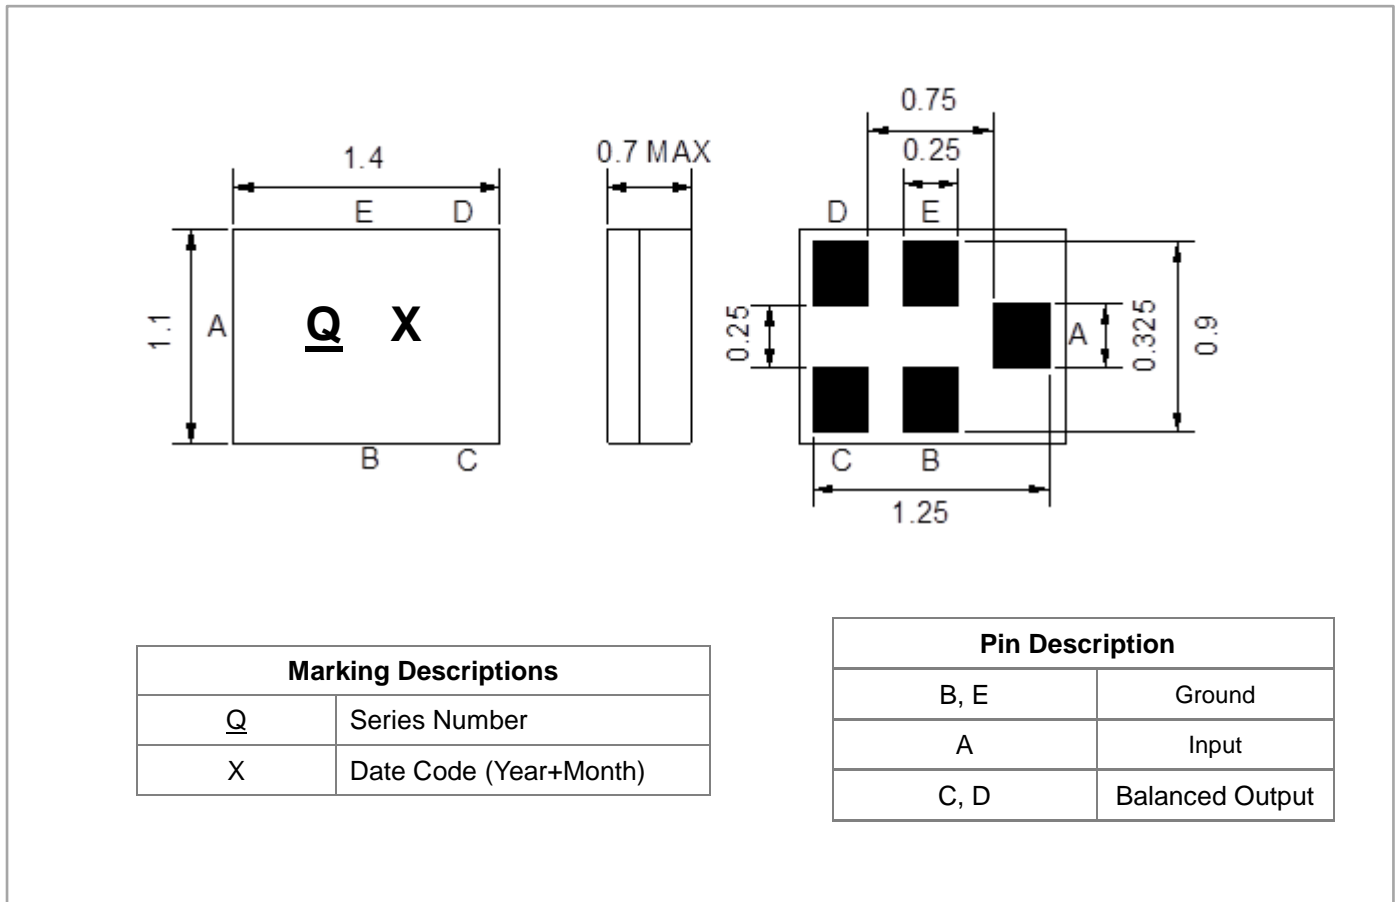 0.75
1.4
0.7 MAX
0.25
E D
D E
1.1
A
Q X
0.25
A
0.325
0.9
B C
C B
1.25
Marking Descriptions
Q Series Number
X Date Code (Year+Month)
Pin Description
B, E Ground
A Input
C, D Balanced Output